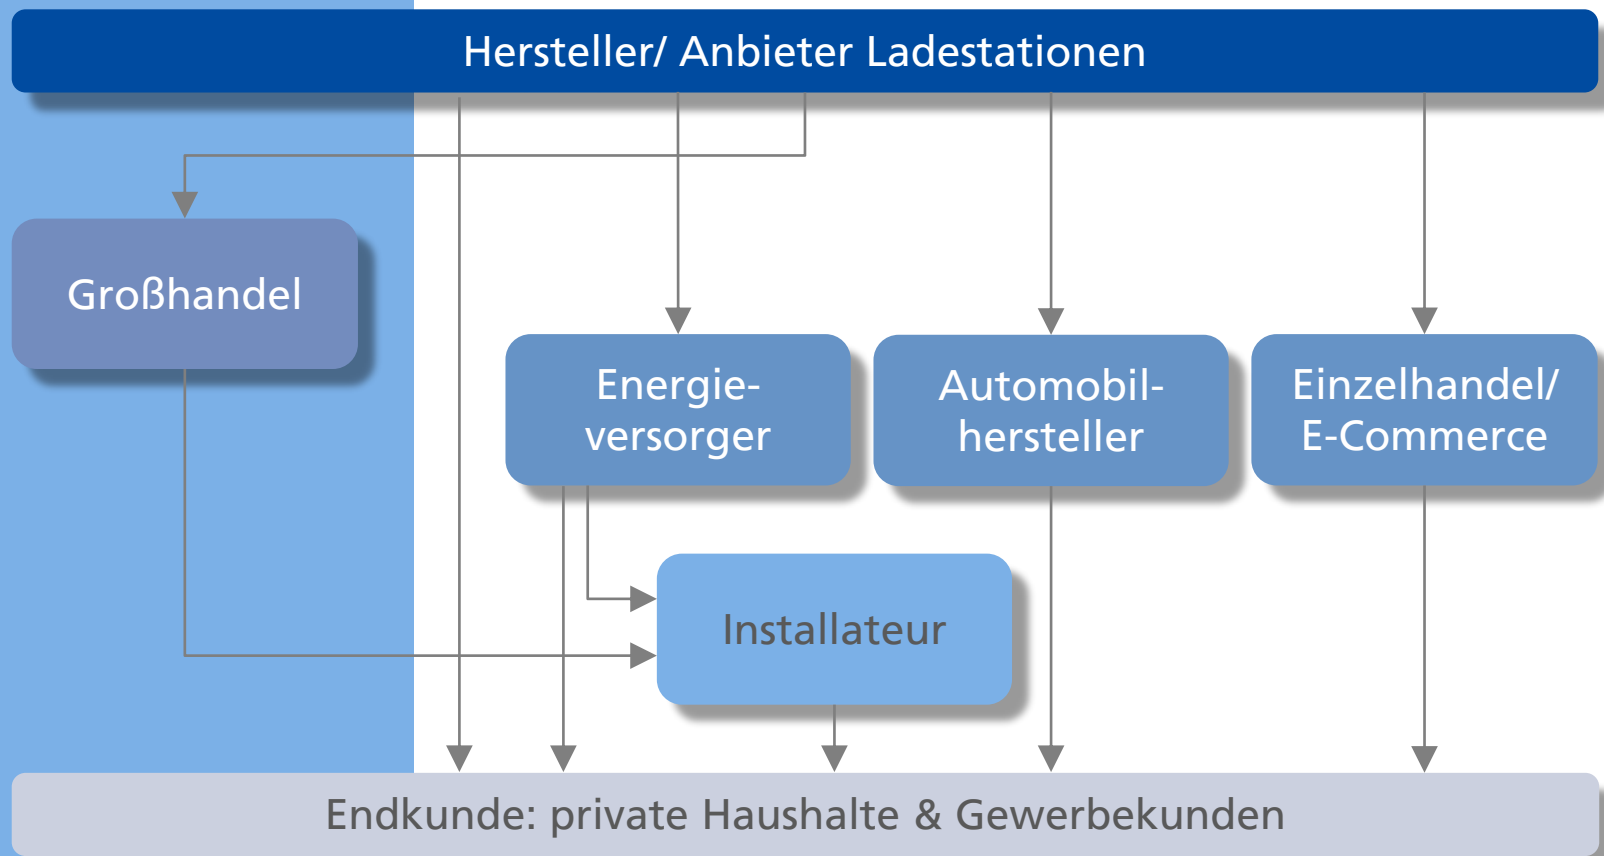 Hersteller/ Anbieter Ladestationen
Großhandel
Energie-
versorger
Automobil-
hersteller
Einzelhandel/
E-Commerce
Installateur
Endkunde: private Haushalte & Gewerbekunden